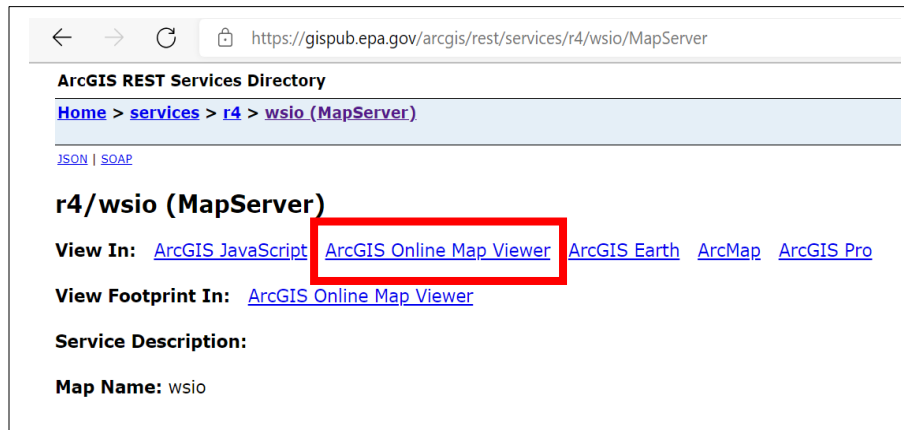 https://gispub.epa.gov/arcgis/rest/services/r4/wsio/MapServer
ArcGIS REST Services Directory
Home > services > r4 > wsio (MapServer)
JSON | SOAP
r4/wsio (MapServer)
View In: ArcGIS JavaScript ArcGIS Online Map Viewer ArcGIS Earth ArcMap ArcGIS Pro
View Footprint In: ArcGIS Online Map Viewer
Service Description:
Map Name: wsio